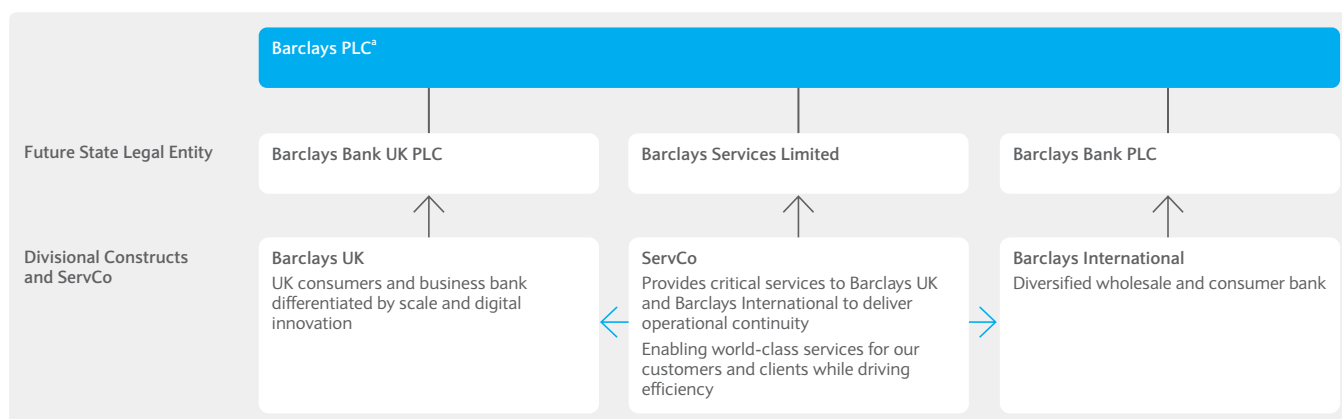 Barclays PLCᵃ
Future State Legal Entity
Barclays Bank UK PLC
Barclays Services Limited
Barclays Bank PLC
Divisional Constructs
and ServCo
Barclays UK
UK consumers and business bank
differentiated by scale and digital
innovation
ServCo
Provides critical services to Barclays UK
and Barclays International to deliver
operational continuity
Enabling world-class services for our
customers and clients while driving
efficiency
Barclays International
Diversified wholesale and consumer bank